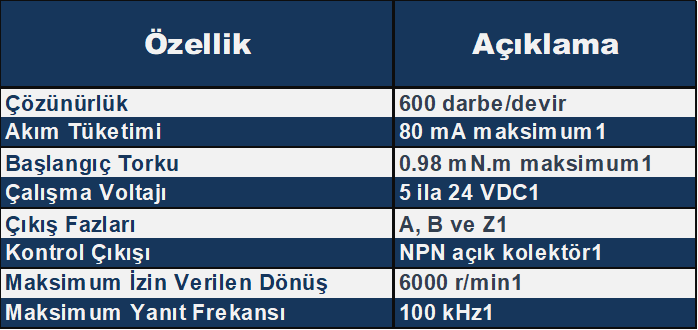 Özellik Açıklama
Çözünürlük 600 darbe/devir
Akım Tüketimi 80 mA maksimum1
Başlangıç Torku 0.98 mN.m maksimum1
Çalışma Voltajı 5 ila 24 VDC1
Çıkış Fazları A, B ve Z1
Kontrol Çıkışı NPN açık kolektör1
Maksimum İzin Verilen Dönüş 6000 r/min1
Maksimum Yanıt Frekansı 100 kHz1